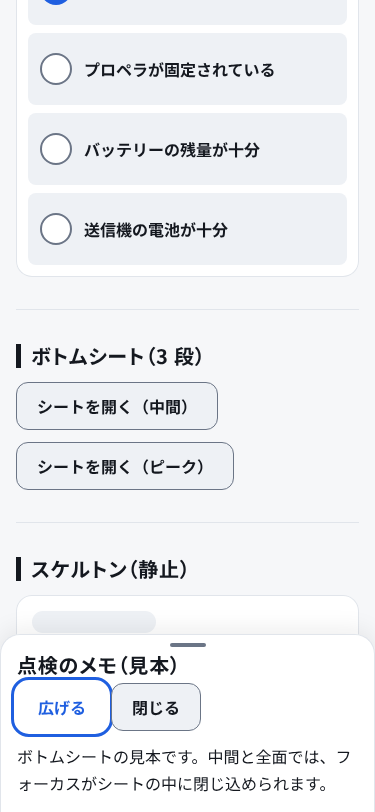 プロペラが固定されている
バッテリーの残量が十分
送信機の電池が十分
ボトムシート（3 段）
シートを開く（中間）
シートを開く（ピーク）
スケルトン（静止）
点検のメモ（見本）
広げる
閉じる
ボトムシートの見本です。中間と全面では、フ
ォーカスがシートの中に閉じ込められます。